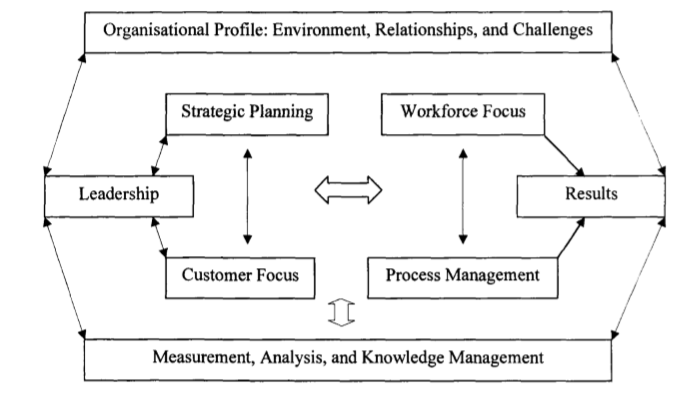 Organisational Profile: Environment, Relationships, and Challenges
Strategic Planning
Workforce Focus
Leadership
Results
Customer Focus
Process Management
Measurement, Analysis, and Knowledge Management